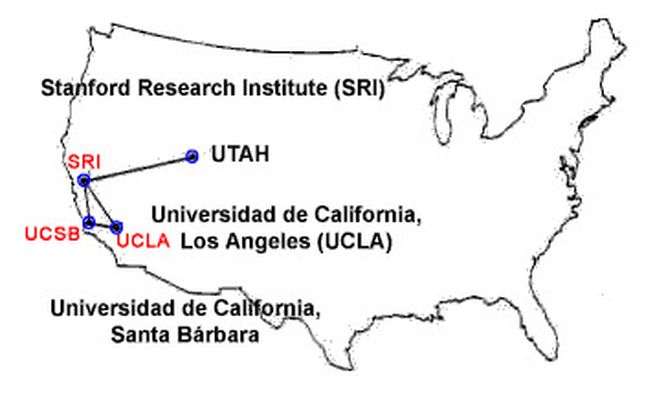 Stanford Research Institute (SRI)
SRI
UTAH
Universidad de California,
Los Angeles (UCLA)
UCSB
UCLA
Universidad de California,
Santa Bárbara